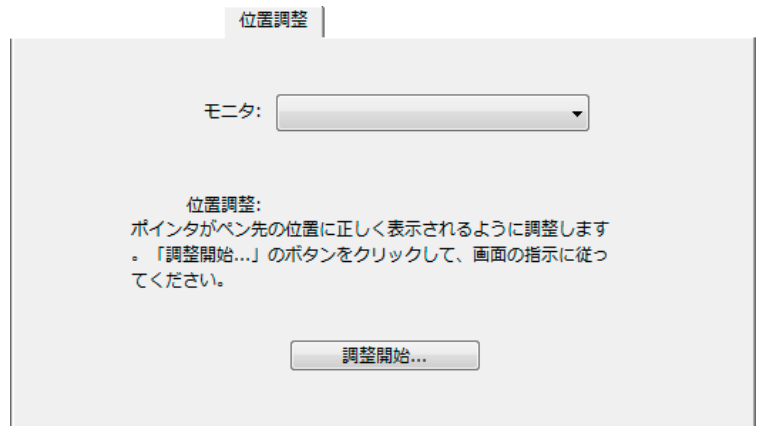 位置調整
モニタ:
位置調整:
ポインタがペン先の位置に正しく表示されるように調整します
。「調整開始...」のボタンをクリックして、画面の指示に従っ
てください。
調整開始...